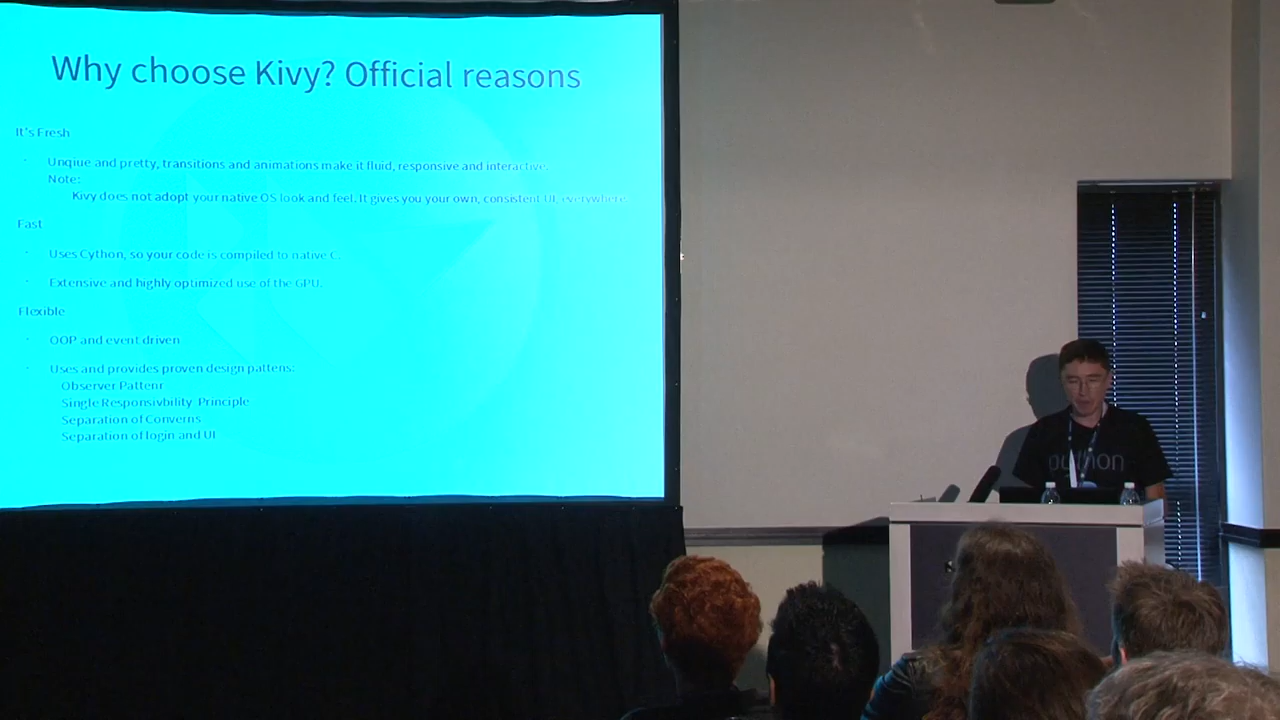 Why choose Kivy? Official reasons
It's Fresh
Unqiue and pretty, transitions and animations make it fluid, responsive and interactive.
Note:
Kivy does not adopt your native OS look and feel. It gives you your own, consistent UI, everywhere.
Fast
Uses Cython, so your code is compiled to native C.
Extensive and highly optimized use of the GPU.
Flexible
OOP and event driven
Uses and provides proven design pattens:
Observer Pattenr
Single Responsivbility Principle
Separation of Converns
Separation of login and UI
python